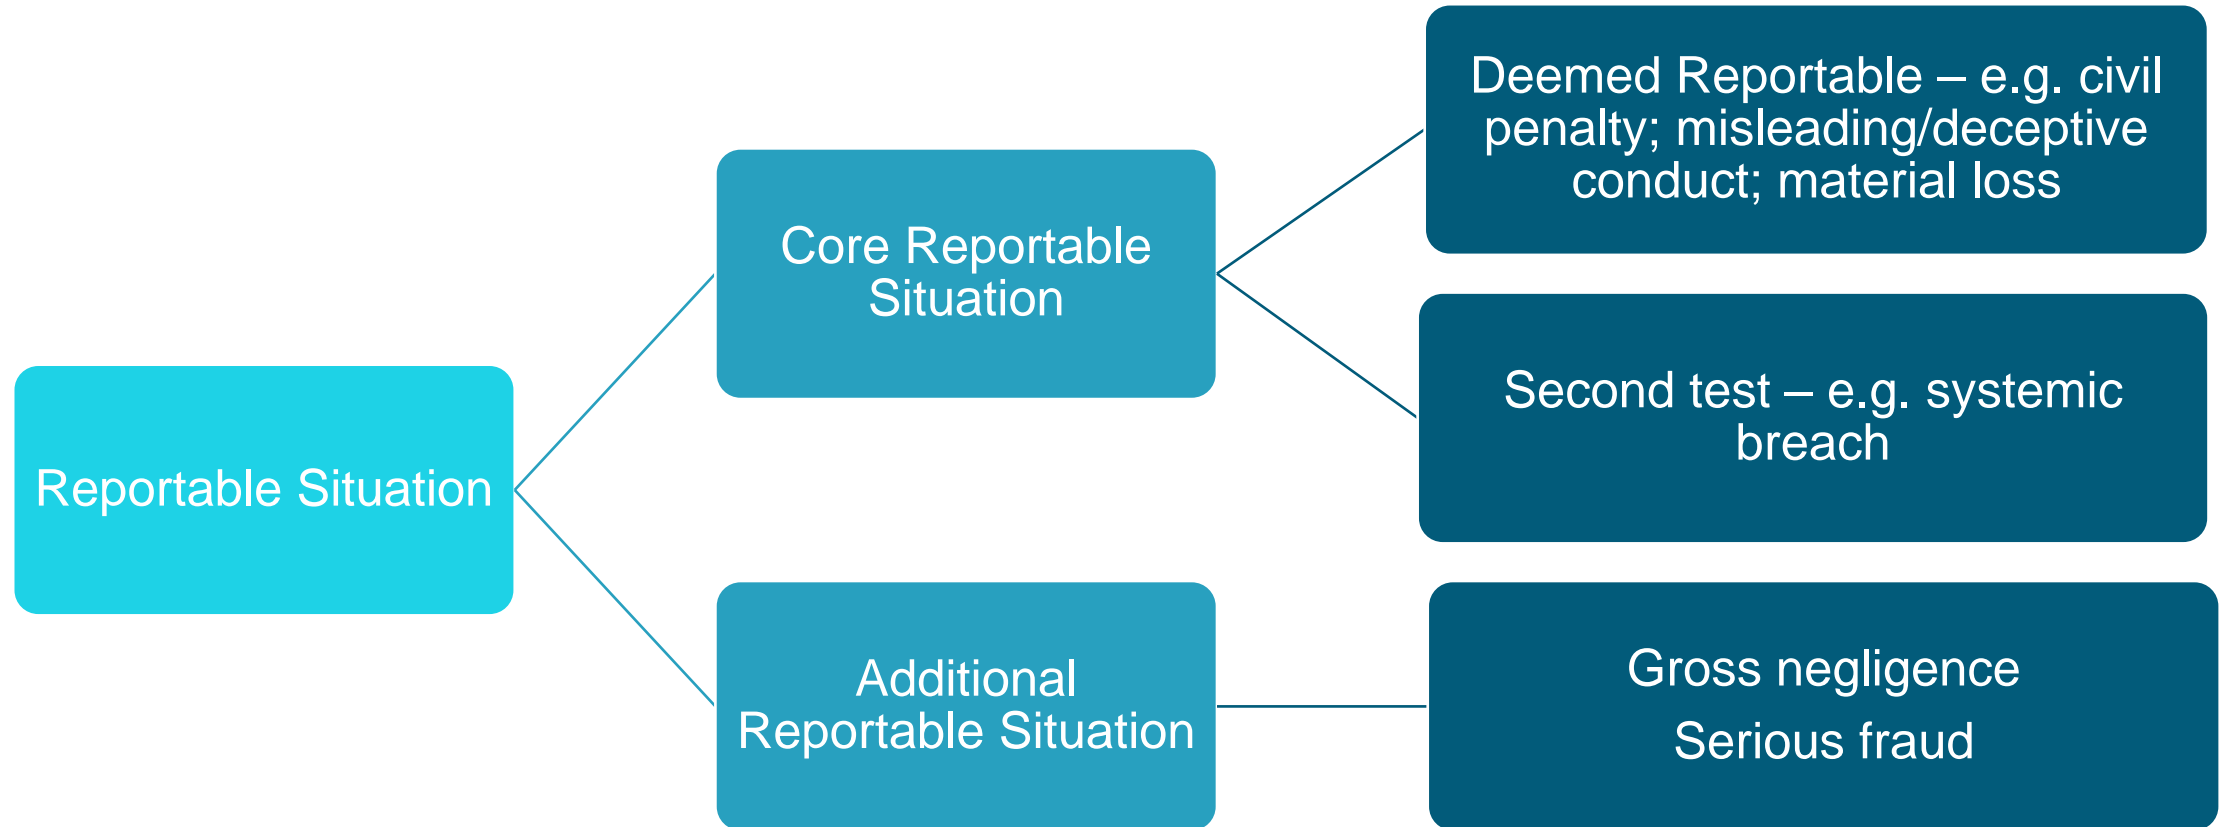 Reportable Situation
Core Reportable
Situation
Additional
Reportable Situation
Deemed Reportable – e.g. civil
penalty; misleading/deceptive
conduct; material loss
Second test – e.g. systemic
breach
Gross negligence
Serious fraud